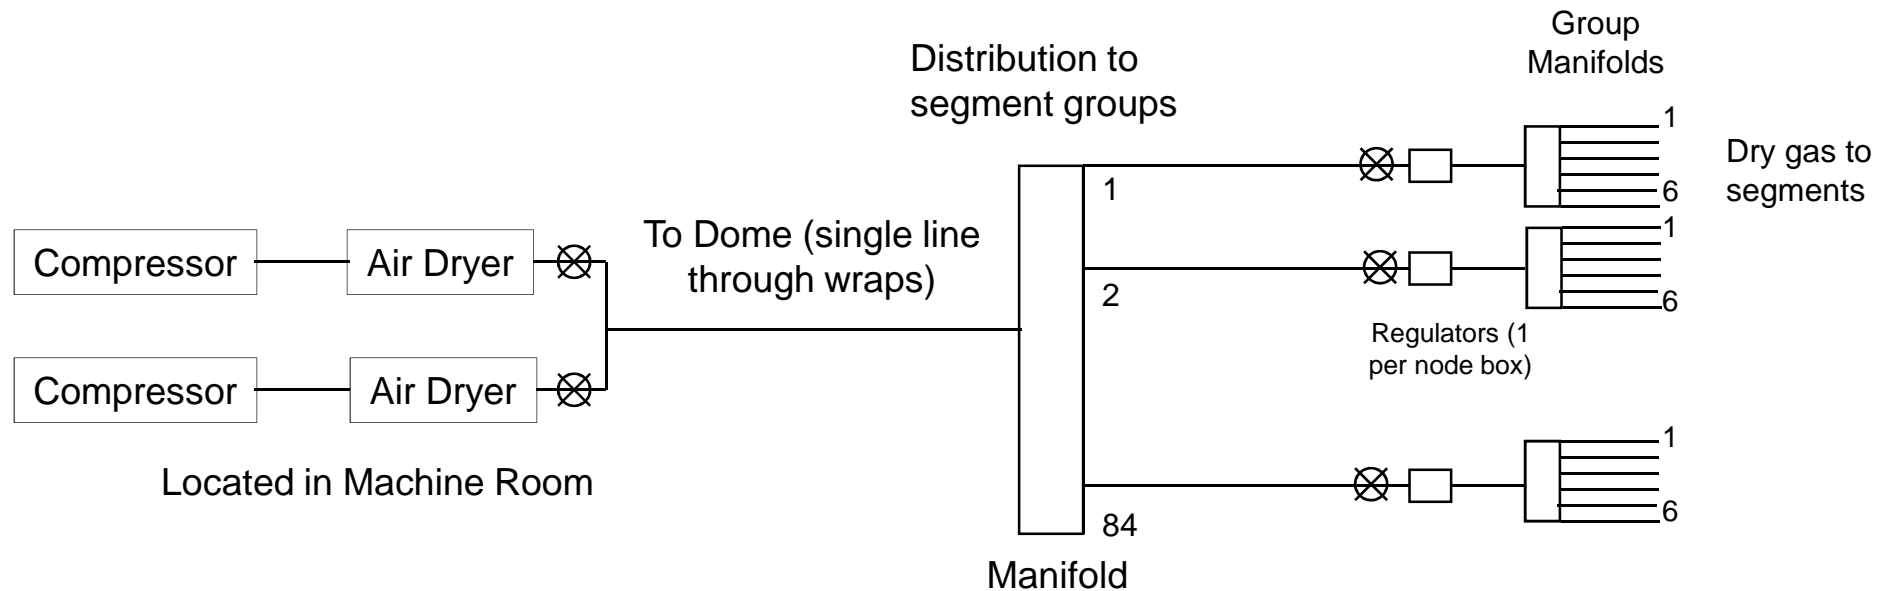 Group
Manifolds
Distribution to
segment groups
1
6
Dry gas to
segments
1
To Dome (single line
through wraps)
Compressor
Air Dryer
1
6
2
Regulators (1
per node box)
Compressor
Air Dryer
Located in Machine Room
1
6
84
Manifold